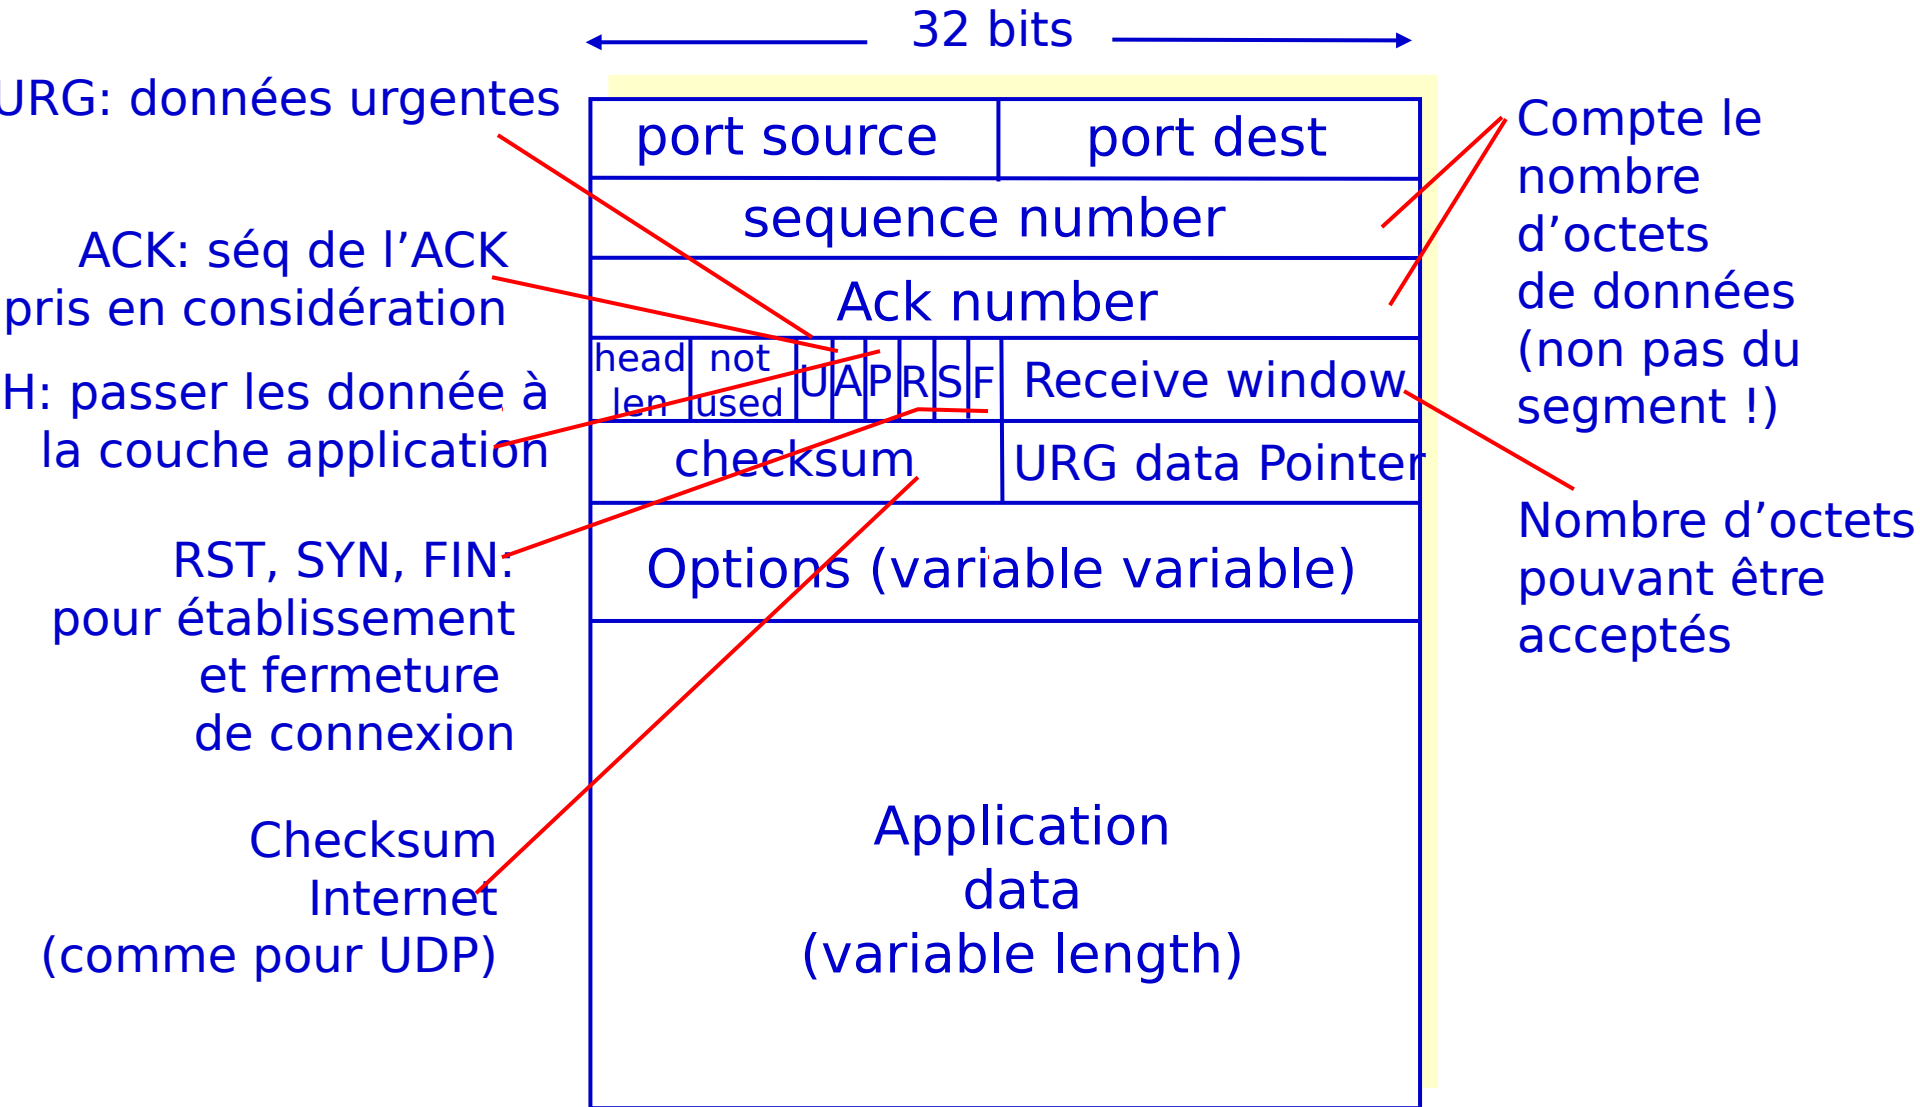 32 bits
URG: données urgentes
ACK: séq de l’ACK
pris en considération
H: passer les donnée à
la couche application
RST, SYN, FIN:
pour établissement
et fermeture
de connexion
Checksum
Internet
(comme pour UDP)
port source
port dest
sequence number
Ack number
head
len
not
used
U
A
P
R
S
F
Receive window
checksum
URG data Pointer
Options (variable variable)
Application
data
(variable length)
Compte le
nombre
d’octets
de données
(non pas du
segment !)
Nombre d’octets
pouvant être
acceptés